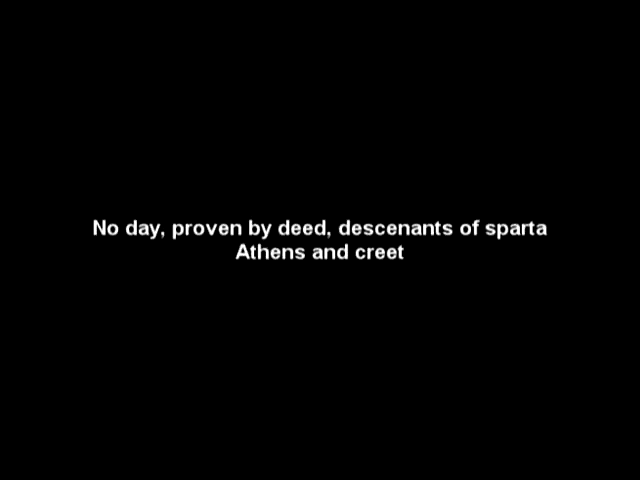 No day, proven by deed, descenants of sparta
Athens and creet